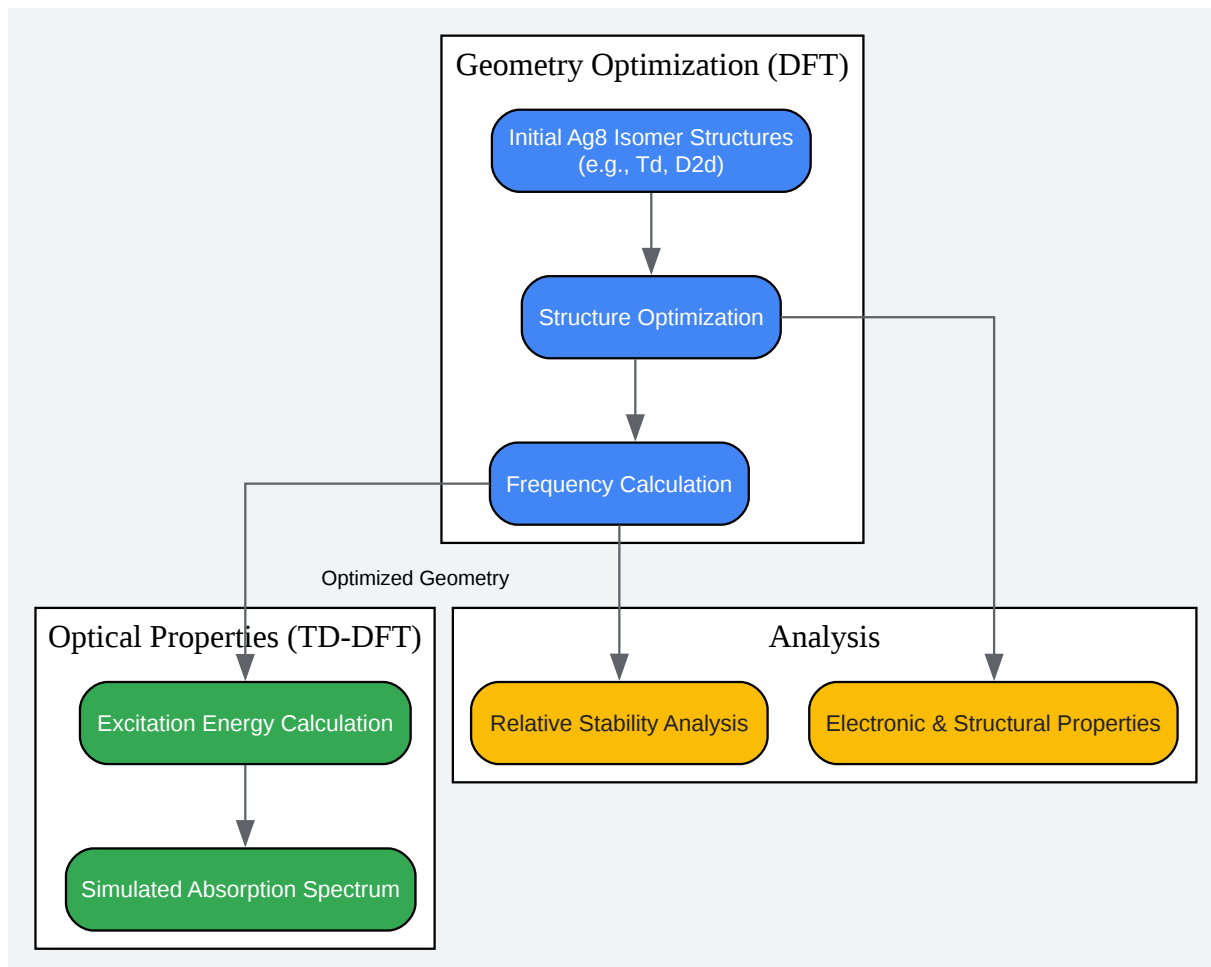 Geometry Optimization (DFT)
Initial Ag8 Isomer Structures
(e.g., Td, D2d)
Structure Optimization
Frequency Calculation
Optimized Geometry
Optical Properties (TD-DFT)
Excitation Energy Calculation
Simulated Absorption Spectrum
Analysis
Relative Stability Analysis
Electronic & Structural Properties